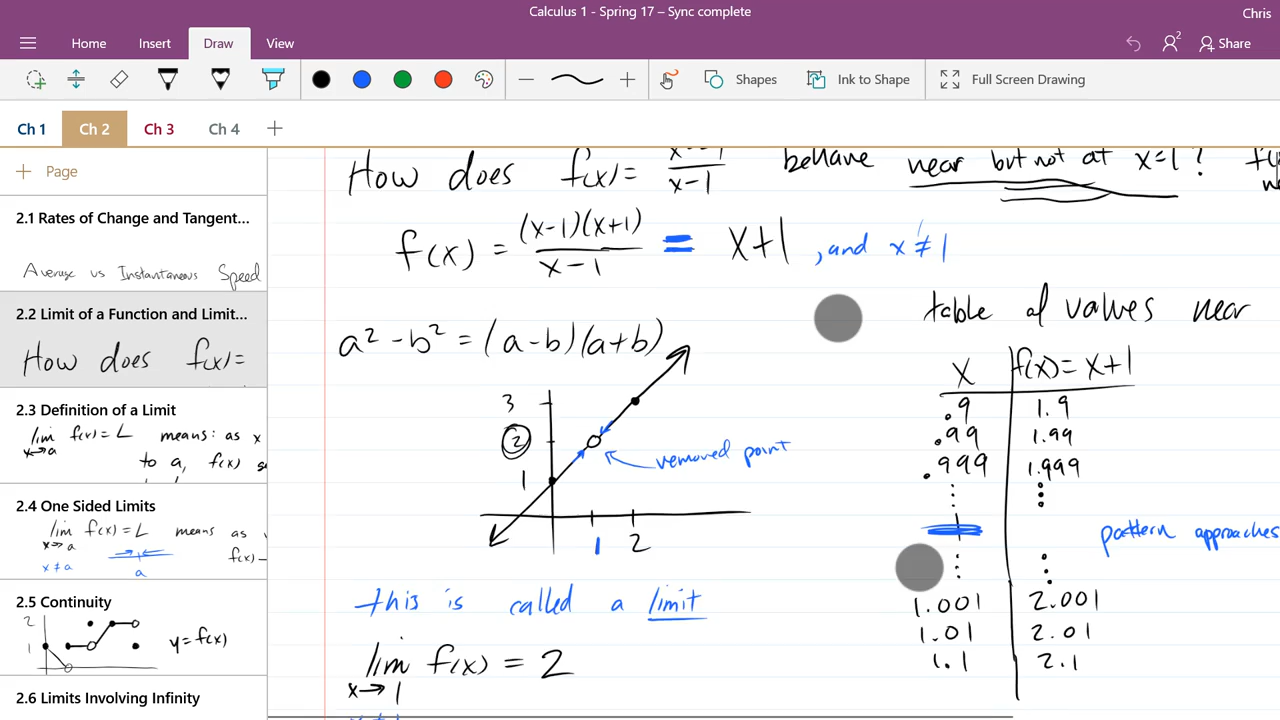 Calculus 1 - Spring 17 – Sync complete
Chris
Home Insert Draw View
2
Share
Shapes Ink to Shape Full Screen Drawing
Ch 1 Ch 2 Ch 3 Ch 4
Page
2.1 Rates of Change and Tangent...
Average vs Instantaneous Speed
2.2 Limit of a Function and Limit...
How does f(x)=
2.3 Definition of a Limit
lim f(x)=L means: as x
x→a to a, f(x)
2.4 One Sided Limits
lim f(x)=L means as
x→a f(x)
x≠a a
2.5 Continuity
2
1 y=f(x)
2.6 Limits Involving Infinity
How does f(x)= /x-1 behave near but not at x=1?
f(x) = (x-1)(x+1)/x-1 = x+1, and x≠1
a²-b²=(a-b)(a+b)
3
2
1
1 2
removed point
this is called a limit
lim f(x) = 2
x→1
table of values near
x f(x)=x+1
.9 1.9
.99 1.99
.999 1.999
⋮ ⋮
pattern approaches
⋮ ⋮
1.001 2.001
1.01 2.01
1.1 2.1